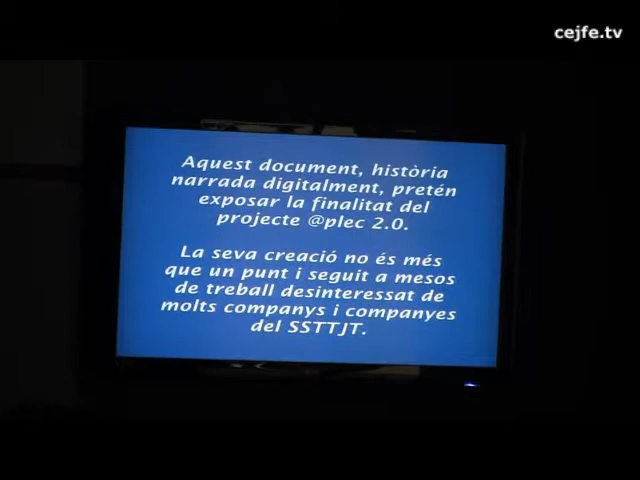 cejfe.tv
Aquest document, història
narrada digitalment, pretén
exposar la finalitat del
projecte @plec 2.0.
La seva creació no és més
que un punt i seguit a mesos
de treball desinteressat de
molts companys i companyes
del SSTTJT.